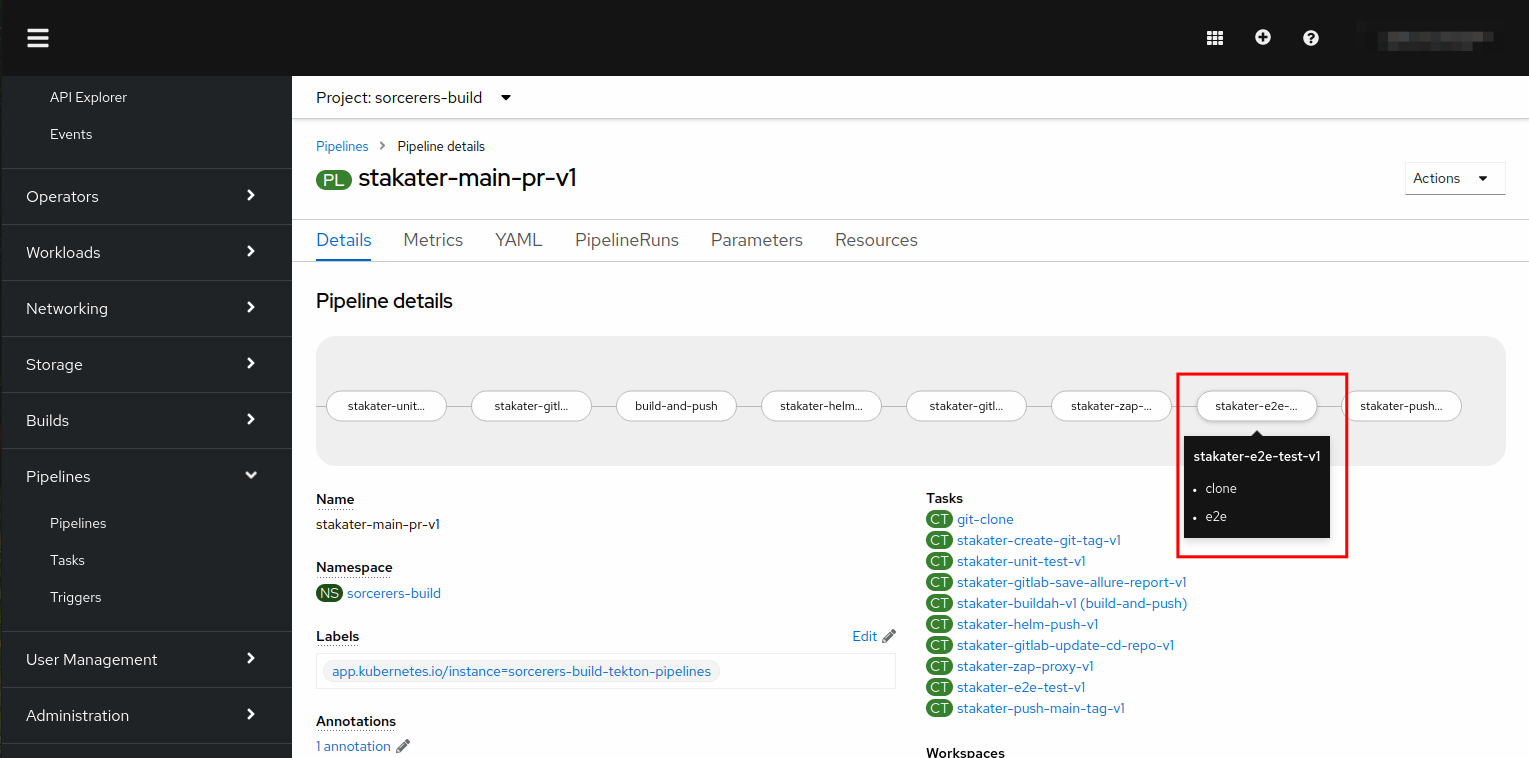 Project: sorcerers-build
API Explorer
Events
Operators
Workloads
Networking
Storage
Builds
Pipelines
Pipelines
Tasks
Triggers
User Management
Administration
Pipelines
Pipeline details
PL stakater-main-pr-v1
Actions
Details Metrics YAML PipelineRuns Parameters Resources
Pipeline details
stakater-unit... stakater-gitl... build-and-push stakater-helm... stakater-gitl... stakater-zap-... stakater-e2e-... stakater-push...
stakater-e2e-test-v1
• clone
• e2e
Name
stakater-main-pr-v1
Namespace
NS sorcerers-build
Labels
Edit
app.kubernetes.io/instance=sorcerers-build-tekton-pipelines
Annotations
1 annotation
Tasks
CT git-clone
CT stakater-create-git-tag-v1
CT stakater-unit-test-v1
CT stakater-gitlab-save-allure-report-v1
CT stakater-buildah-v1 (build-and-push)
CT stakater-helm-push-v1
CT stakater-gitlab-update-cd-repo-v1
CT stakater-zap-proxy-v1
CT stakater-e2e-test-v1
CT stakater-push-main-tag-v1
Workspaces